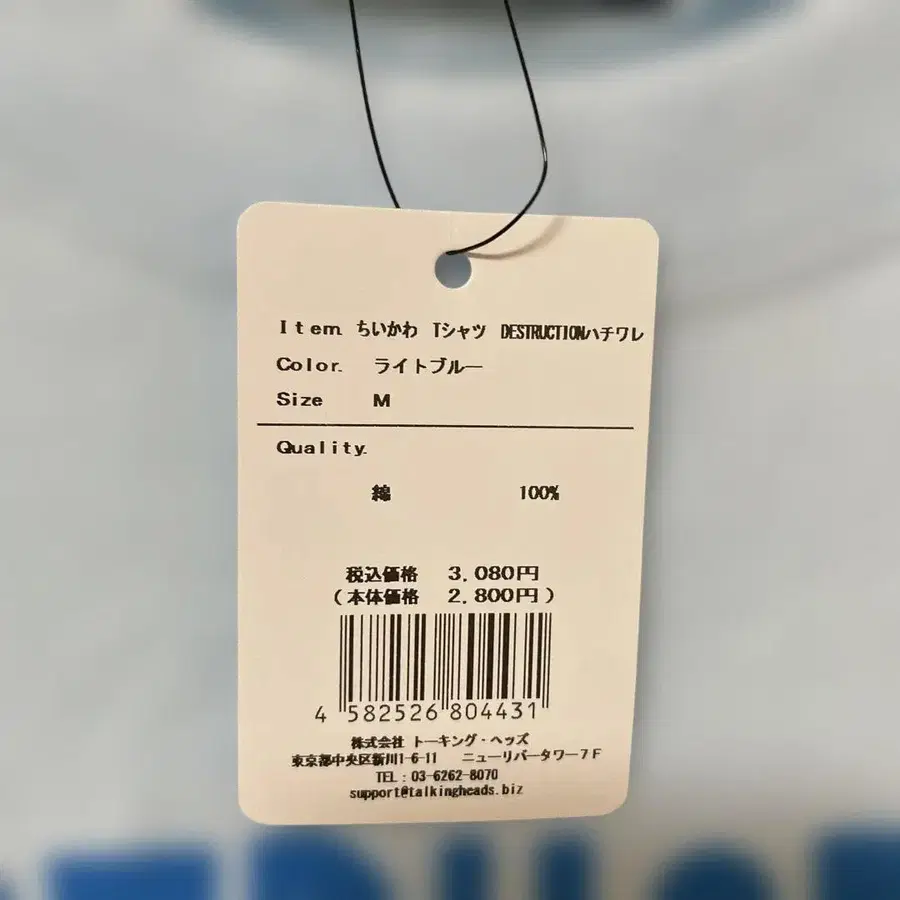 Item. ちいかわ Tシャツ DESTRUCTIONハチワレ
Color. ライトブルー
Size M
Quality.
綿 100%
税込価格 3,080円
(本体価格 2,800円)
4 582526 804431
株式会社 トーキング・ヘッズ
東京都中央区新川1-6-11 ニューリバータワー7F
TEL : 03-6262-8070
support@talkingheads.biz